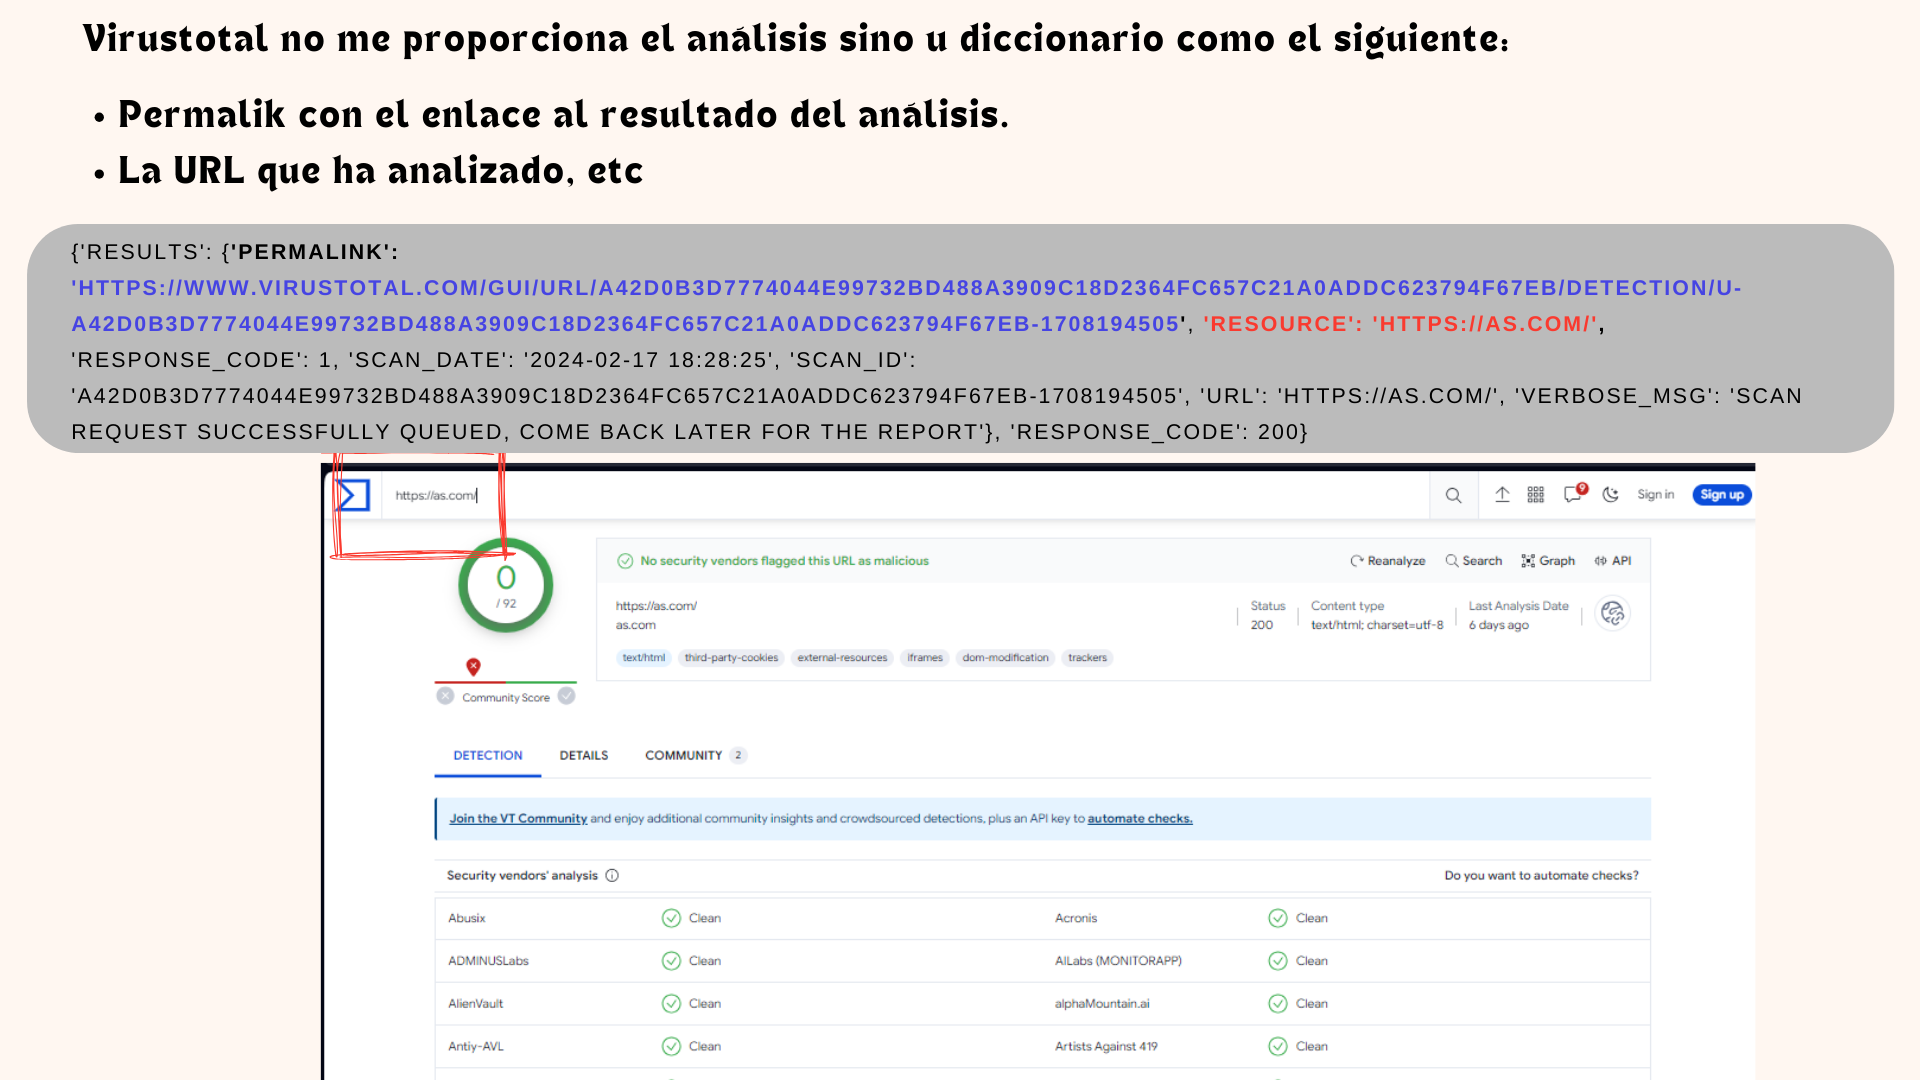 Virustotal no me proporciona el análisis sino u diccionario como el siguiente:
• Permalik con el enlace al resultado del análisis.
• La URL que ha analizado, etc
{'RESULTS': {'PERMALINK':
'HTTPS://WWW.VIRUSTOTAL.COM/GUI/URL/A42D0B3D7774044E99732BD488A3909C18D2364FC657C21A0ADDC623794F67EB/DETECTION/U-
A42D0B3D7774044E99732BD488A3909C18D2364FC657C21A0ADDC623794F67EB-1708194505', 'RESOURCE': 'HTTPS://AS.COM/',
'RESPONSE_CODE': 1, 'SCAN_DATE': '2024-02-17 18:28:25', 'SCAN_ID':
'A42D0B3D7774044E99732BD488A3909C18D2364FC657C21A0ADDC623794F67EB-1708194505', 'URL': 'HTTPS://AS.COM/', 'VERBOSE_MSG': 'SCAN
REQUEST SUCCESSFULLY QUEUED, COME BACK LATER FOR THE REPORT'}, 'RESPONSE_CODE': 200}
https://as.com/ 9 Sign in Sign up
0
/ 92
No security vendors flagged this URL as malicious Reanalyze Search Graph API
https://as.com/
as.com
Status Content type Last Analysis Date
200 text/html; charset=utf-8 6 days ago
text/html third-party-cookies external-resources iframes dom-modification trackers
Community Score
DETECTION DETAILS COMMUNITY 2
Join the VT Community and enjoy additional community insights and crowdsourced detections, plus an API key to automate checks.
Security vendors' analysis Do you want to automate checks?
Abusix Clean Acronis Clean
ADMINUSLabs Clean AILabs (MONITORAPP) Clean
AlienVault Clean alphaMountain.ai Clean
Antiy-AVL Clean Artists Against 419 Clean